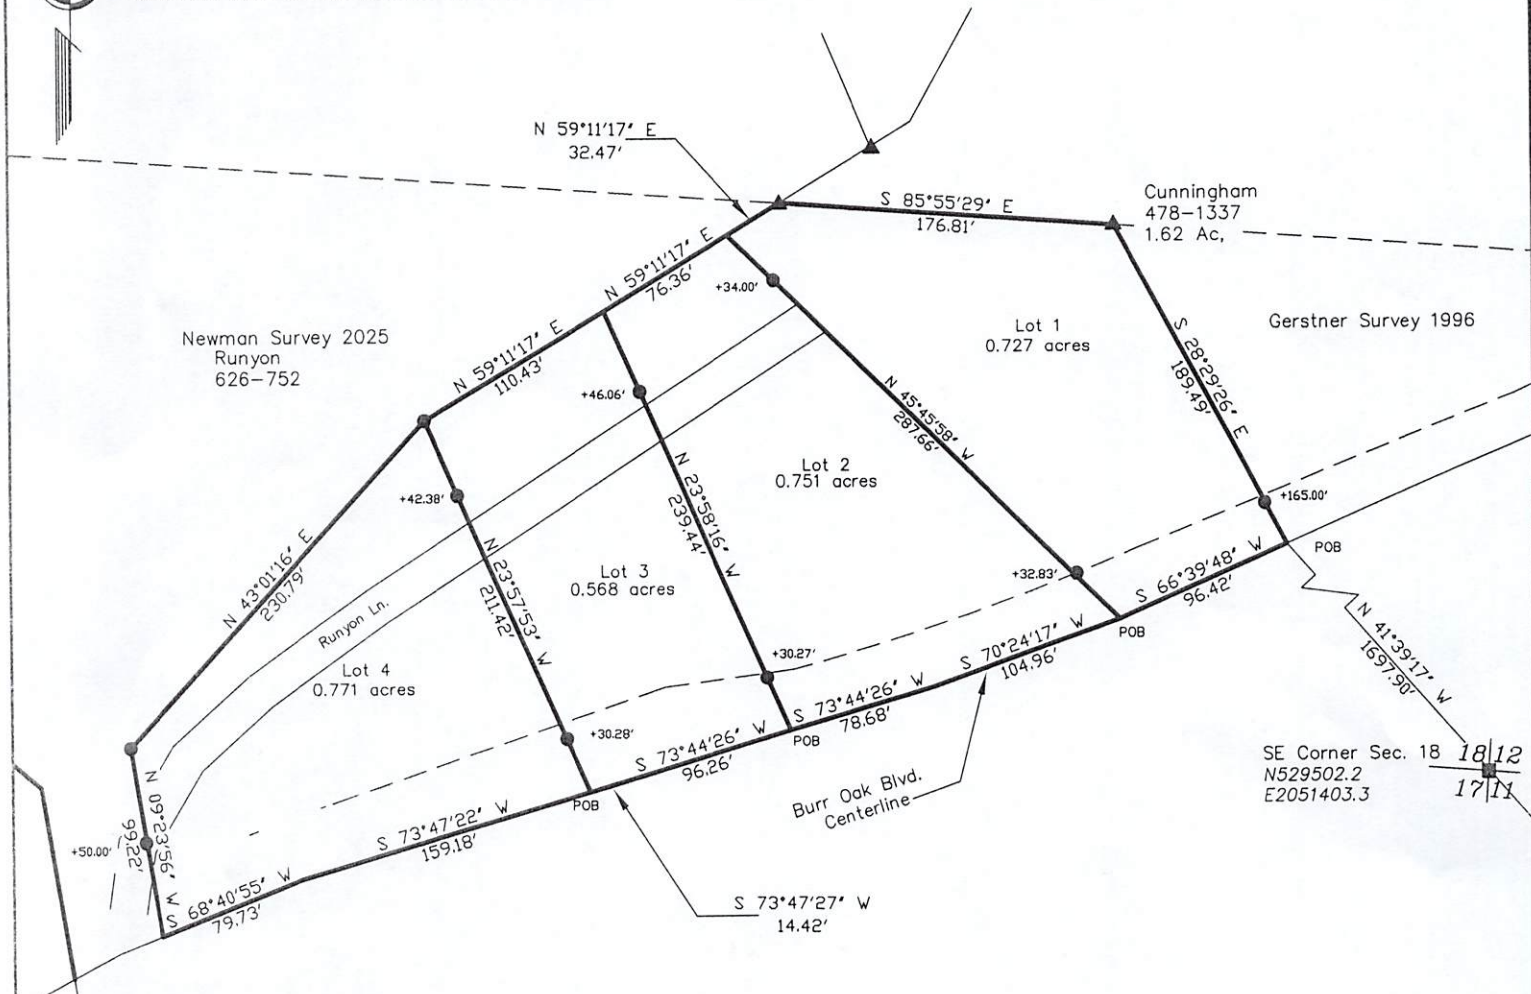 N 59°11'17" E
32.47'
S 85°55'29" E
176.81'
Cunningham
478-1337
1.62 Ac,
N 59°11'17" E
76.36'
+34.00'
Newman Survey 2025
Runyon
626-752
N 59°11'17" E
110.43'
Lot 1
0.727 acres
S 28°29'26" E
189.49'
Gerstner Survey 1996
+46.06'
N 45°45'58" W
287.66'
Lot 2
0.751 acres
+42.38'
N 23°58'16" W
239.44'
+165.00'
POB
N 43°01'16" E
230.79'
N 23°57'53" W
211.42'
Lot 3
0.568 acres
+32.83'
S 66°39'48" W
96.42'
POB
N 41°39'17" W
1697.90'
Runyon Ln.
Lot 4
0.771 acres
+30.27'
S 70°24'17" W
104.96'
S 73°44'26" W
78.68'
POB
+30.28'
S 73°44'26" W
96.26'
POB
Burr Oak Blvd.
Centerline
SE Corner Sec. 18
N529502.2
E2051403.3
18 12
17 11
N 09°23'56" W
99.22'
+50.00'
S 73°47'22" W
159.18'
S 68°40'55" W
79.73'
S 73°47'27" W
14.42'